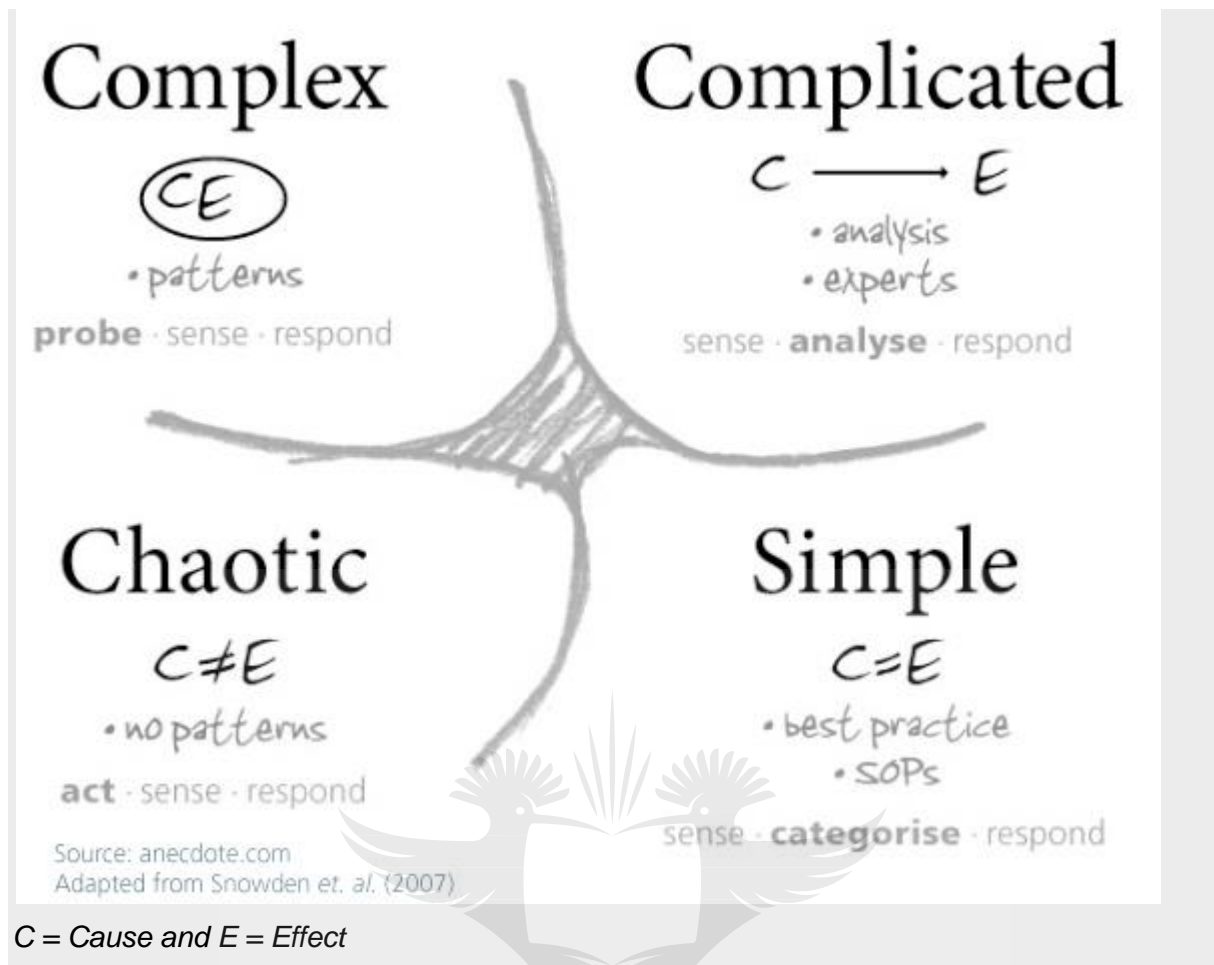 Complex
CE
• patterns
probe · sense · respond
Complicated
C → E
• analysis
• experts
sense · analyse · respond
Chaotic
C≠E
• no patterns
act · sense · respond
Simple
C=E
• best practice
• SOPs
sense · categorise · respond
Source: anecdote.com
Adapted from Snowden et. al. (2007)
C = Cause and E = Effect